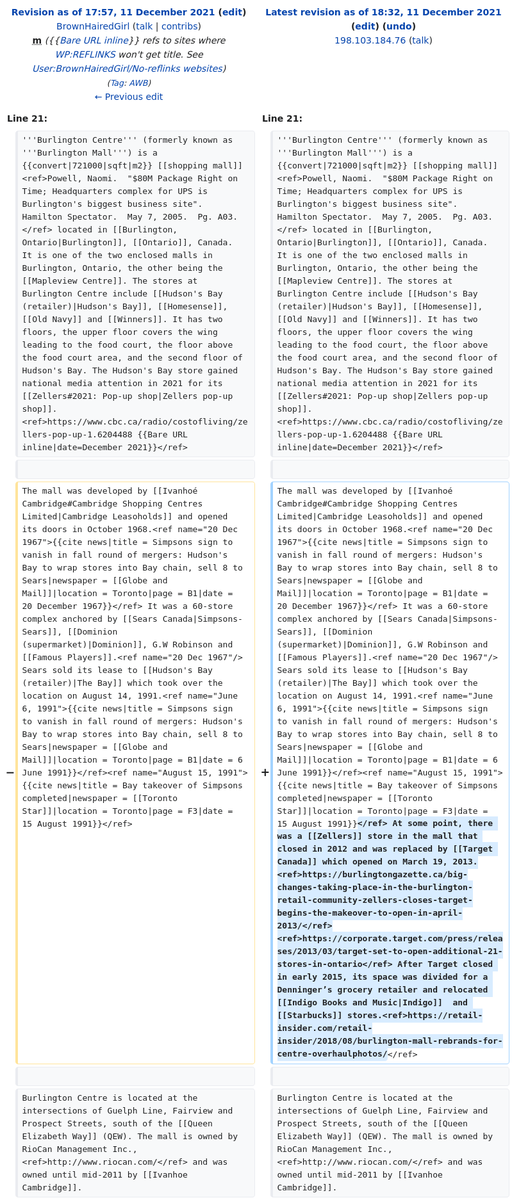 Revision as of 17:57, 11 December 2021 (edit)
BrownHairedGirl (talk | contribs)
m ({{Bare URL inline}} refs to sites where
WP:REFLINKS won't get title. See
User:BrownHairedGirl/No-reflinks websites)
(Tag: AWB)
← Previous edit
Latest revision as of 18:32, 11 December 2021
(edit) (undo)
198.103.184.76 (talk)
Line 21:
'''Burlington Centre''' (formerly known as
'''Burlington Mall''') is a
{{convert|721000|sqft|m2}} [[shopping mall]]
<ref>Powell, Naomi.  "$80M Package Right on
Time; Headquarters complex for UPS is
Burlington's biggest business site".
Hamilton Spectator.  May 7, 2005.  Pg. A03.
</ref> located in [[Burlington,
Ontario|Burlington]], [[Ontario]], Canada.
It is one of the two enclosed malls in
Burlington, Ontario, the other being the
[[Mapleview Centre]]. The stores at
Burlington Centre include [[Hudson's Bay
(retailer)|Hudson's Bay]], [[Homesense]],
[[Old Navy]] and [[Winners]]. It has two
floors, the upper floor covers the wing
leading to the food court, the floor above
the food court area, and the second floor of
Hudson's Bay. The Hudson's Bay store gained
national media attention in 2021 for its
[[Zellers#2021: Pop-up shop|Zellers pop-up
shop]].
<ref>https://www.cbc.ca/radio/costofliving/ze
llers-pop-up-1.6204488 {{Bare URL
inline|date=December 2021}}</ref>
Line 21:
'''Burlington Centre''' (formerly known as
'''Burlington Mall''') is a
{{convert|721000|sqft|m2}} [[shopping mall]]
<ref>Powell, Naomi.  "$80M Package Right on
Time; Headquarters complex for UPS is
Burlington's biggest business site".
Hamilton Spectator.  May 7, 2005.  Pg. A03.
</ref> located in [[Burlington,
Ontario|Burlington]], [[Ontario]], Canada.
It is one of the two enclosed malls in
Burlington, Ontario, the other being the
[[Mapleview Centre]]. The stores at
Burlington Centre include [[Hudson's Bay
(retailer)|Hudson's Bay]], [[Homesense]],
[[Old Navy]] and [[Winners]]. It has two
floors, the upper floor covers the wing
leading to the food court, the floor above
the food court area, and the second floor of
Hudson's Bay. The Hudson's Bay store gained
national media attention in 2021 for its
[[Zellers#2021: Pop-up shop|Zellers pop-up
shop]].
<ref>https://www.cbc.ca/radio/costofliving/ze
llers-pop-up-1.6204488 {{Bare URL
inline|date=December 2021}}</ref>
−
The mall was developed by [[Ivanhoé
Cambridge#Cambridge Shopping Centres
Limited|Cambridge Leasholds]] and opened
its doors in October 1968.<ref name="20 Dec
1967">{{cite news|title = Simpsons sign to
vanish in fall round of mergers: Hudson's
Bay to wrap stores into Bay chain, sell 8 to
Sears|newspaper = [[Globe and
Mail]]|location = Toronto|page = B1|date =
20 December 1967}}</ref> It was a 60-store
complex anchored by [[Sears Canada|Simpsons-
Sears]], [[Dominion
(supermarket)|Dominion]], G.W Robinson and
[[Famous Players]].<ref name="20 Dec 1967"/>
Sears sold its lease to [[Hudson's Bay
(retailer)|The Bay]] which took over the
location on August 14, 1991.<ref name="June
6, 1991">{{cite news|title = Simpsons sign
to vanish in fall round of mergers: Hudson's
Bay to wrap stores into Bay chain, sell 8 to
Sears|newspaper = [[Globe and
Mail]]|location = Toronto|page = B1|date = 6
June 1991}}</ref><ref name="August 15, 1991">
{{cite news|title = Bay takeover of Simpsons
completed|newspaper = [[Toronto
Star]]|location = Toronto|page = F3|date =
15 August 1991}}</ref>
+
The mall was developed by [[Ivanhoé
Cambridge#Cambridge Shopping Centres
Limited|Cambridge Leasholds]] and opened
its doors in October 1968.<ref name="20 Dec
1967">{{cite news|title = Simpsons sign to
vanish in fall round of mergers: Hudson's
Bay to wrap stores into Bay chain, sell 8 to
Sears|newspaper = [[Globe and
Mail]]|location = Toronto|page = B1|date =
20 December 1967}}</ref> It was a 60-store
complex anchored by [[Sears Canada|Simpsons-
Sears]], [[Dominion
(supermarket)|Dominion]], G.W Robinson and
[[Famous Players]].<ref name="20 Dec 1967"/>
Sears sold its lease to [[Hudson's Bay
(retailer)|The Bay]] which took over the
location on August 14, 1991.<ref name="June
6, 1991">{{cite news|title = Simpsons sign
to vanish in fall round of mergers: Hudson's
Bay to wrap stores into Bay chain, sell 8 to
Sears|newspaper = [[Globe and
Mail]]|location = Toronto|page = B1|date = 6
June 1991}}</ref><ref name="August 15, 1991">
{{cite news|title = Bay takeover of Simpsons
completed|newspaper = [[Toronto
Star]]|location = Toronto|page = F3|date =
15 August 1991}}</ref> At some point, there
was a [[Zellers]] store in the mall that
closed in 2012 and was replaced by [[Target
Canada]] which opened on March 19, 2013.
<ref>https://burlingtongazette.ca/big-
changes-taking-place-in-the-burlington-
retail-community-zellers-closes-target-
begins-the-makeover-to-open-in-april-
2013/</ref>
<ref>https://corporate.target.com/press/relea
ses/2013/03/target-set-to-open-additional-21-
stores-in-ontario</ref> After Target closed
in early 2015, its space was divided for a
Denninger’s grocery retailer and relocated
[[Indigo Books and Music|Indigo]]  and
[[Starbucks]] stores.<ref>https://retail-
insider.com/retail-
insider/2018/08/burlington-mall-rebrands-for-
centre-overhaulphotos/</ref>
Burlington Centre is located at the
intersections of Guelph Line, Fairview and
Prospect Streets, south of the [[Queen
Elizabeth Way]] (QEW). The mall is owned by
RioCan Management Inc.,
<ref>http://www.riocan.com/</ref> and was
owned until mid-2011 by [[Ivanhoe
Cambridge]].
Burlington Centre is located at the
intersections of Guelph Line, Fairview and
Prospect Streets, south of the [[Queen
Elizabeth Way]] (QEW). The mall is owned by
RioCan Management Inc.,
<ref>http://www.riocan.com/</ref> and was
owned until mid-2011 by [[Ivanhoe
Cambridge]].